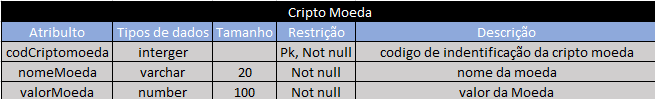 Cripto Moeda
Atribulto Tipos de dados Tamanho Restrição Descrição
codCriptomoeda interger Pk, Not null codigo de indentificação da cripto moeda
nomeMoeda varchar 20 Not null nome da moeda
valorMoeda number 100 Not null valor da Moeda